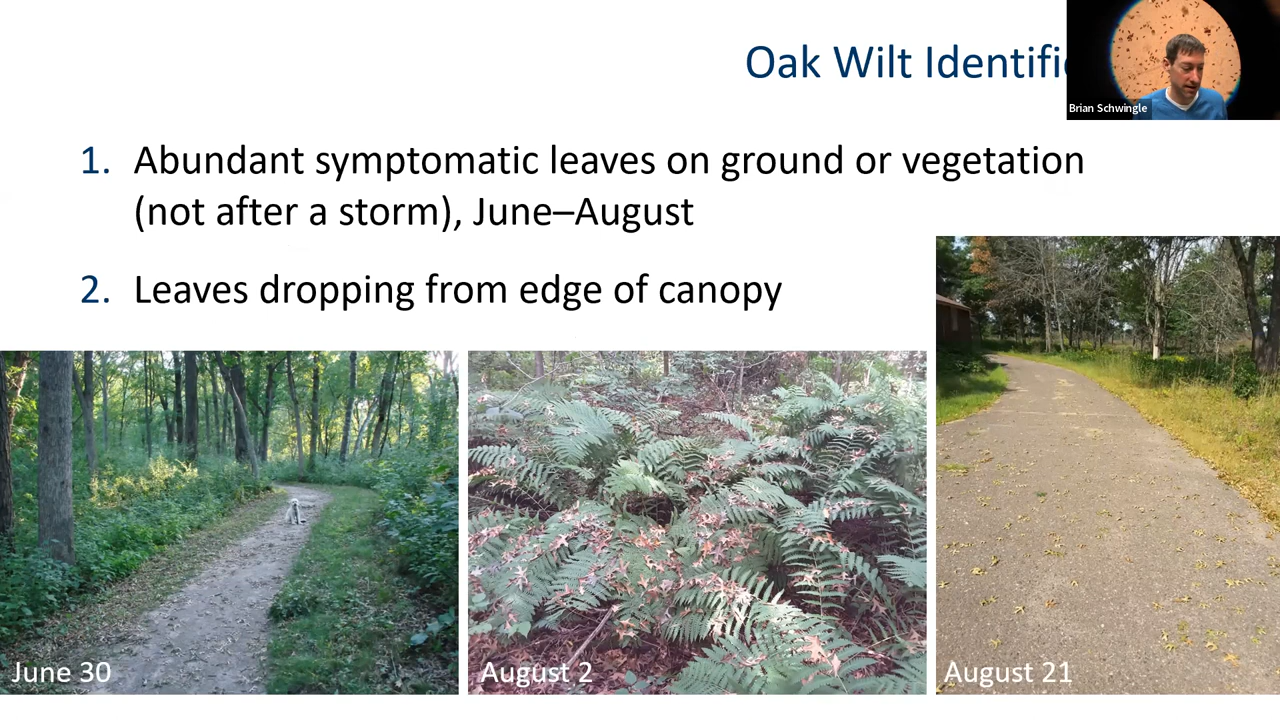 Oak Wilt Identifi
Brian Schwingle
1. Abundant symptomatic leaves on ground or vegetation
(not after a storm), June–August
2. Leaves dropping from edge of canopy
June 30
August 2
August 21